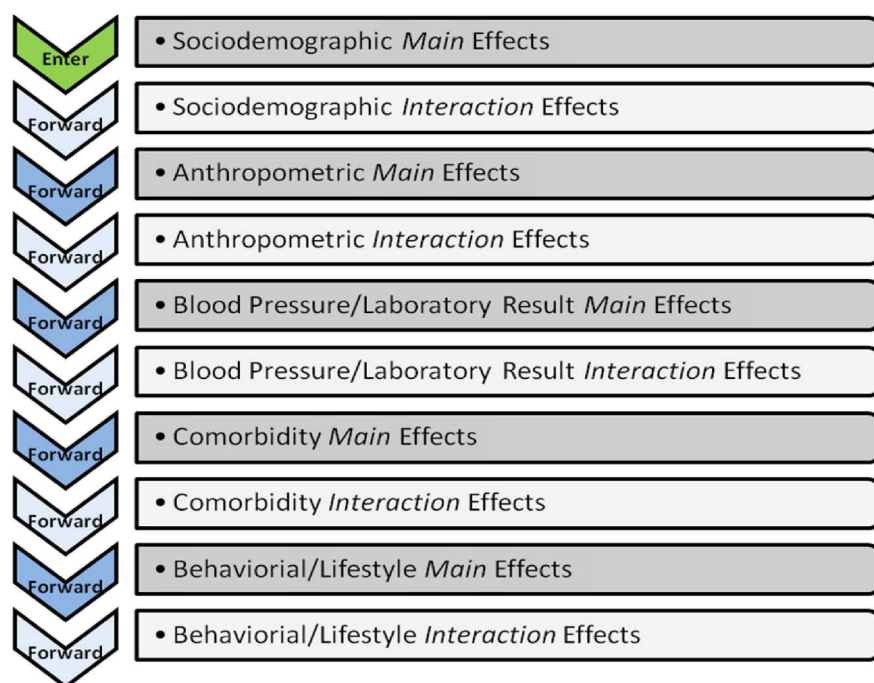 Enter
• Sociodemographic Main Effects
Forward
• Sociodemographic Interaction Effects
Forward
• Anthropometric Main Effects
Forward
• Anthropometric Interaction Effects
Forward
• Blood Pressure/Laboratory Result Main Effects
Forward
• Blood Pressure/Laboratory Result Interaction Effects
Forward
• Comorbidity Main Effects
Forward
• Comorbidity Interaction Effects
Forward
• Behaviorial/Lifestyle Main Effects
Forward
• Behaviorial/Lifestyle Interaction Effects